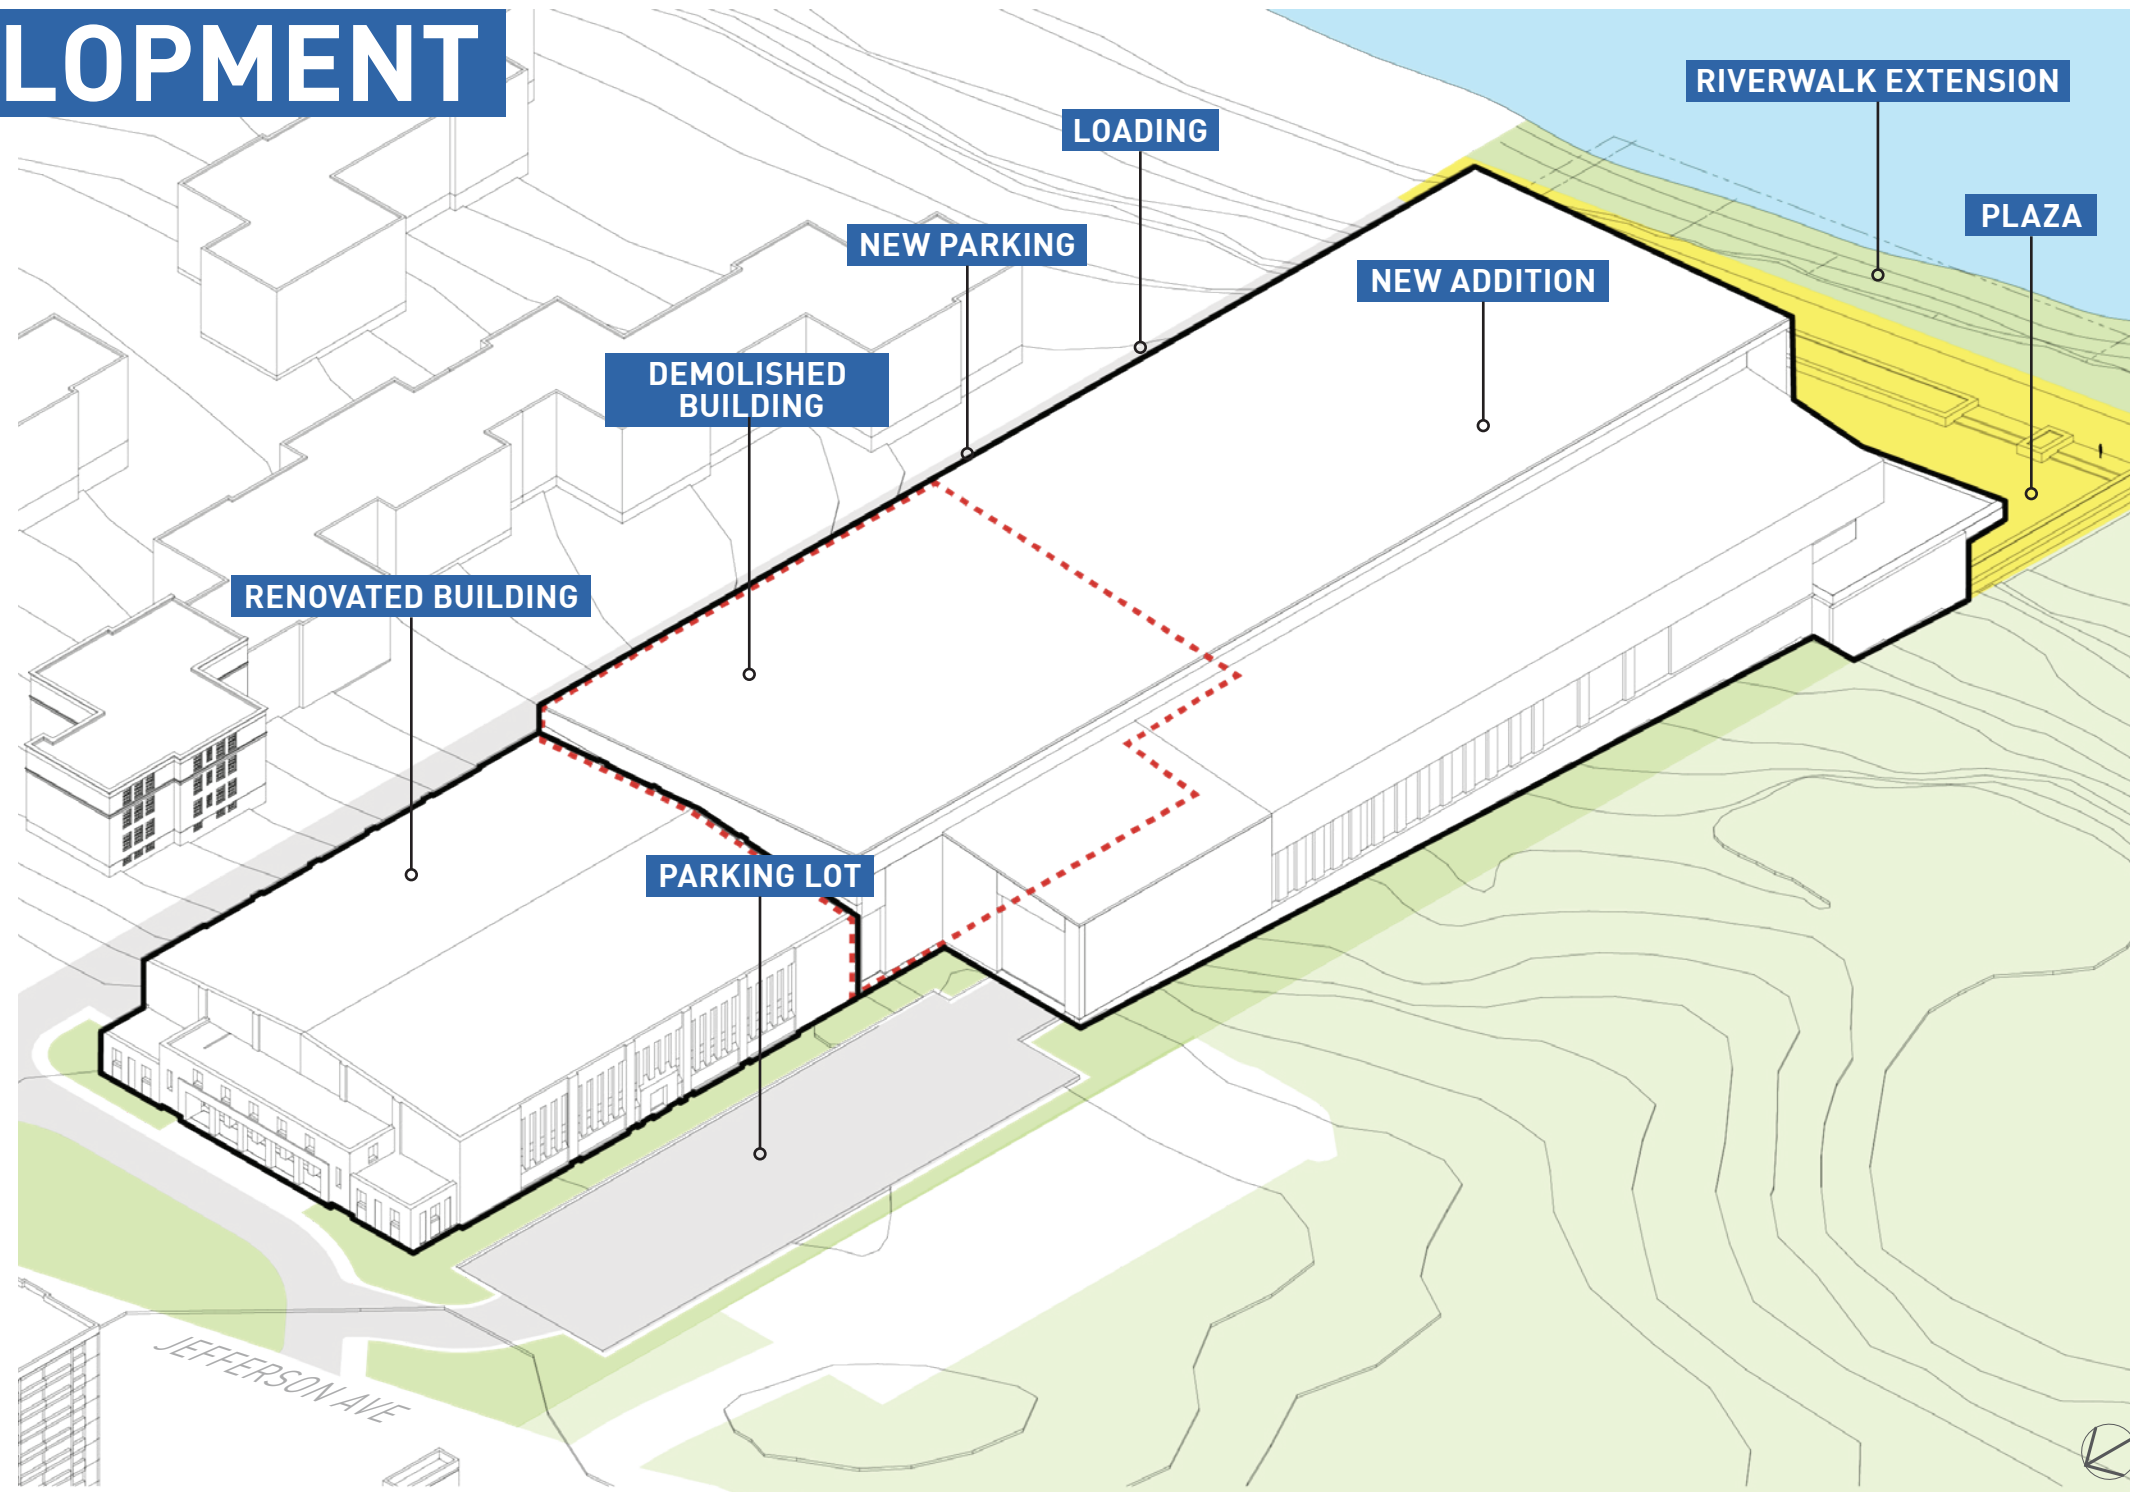 LOPMENT
RIVERWALK EXTENSION
LOADING
PLAZA
NEW PARKING
NEW ADDITION
DEMOLISHED
BUILDING
RENOVATED BUILDING
PARKING LOT
JEFFERSON AVE